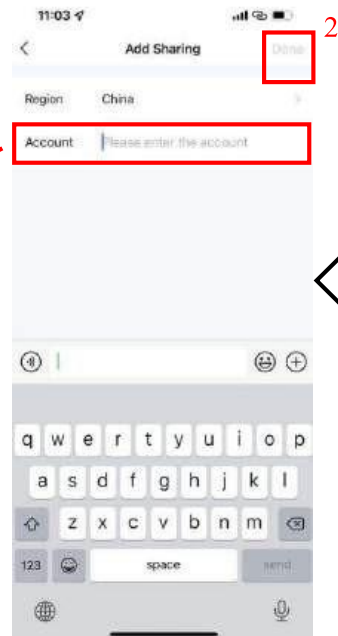 11:03
2
Add Sharing
Done
Region China
Account Please enter the account
q w e r t y u i o p
a s d f g h j k l
z x c v b n m
123 space send